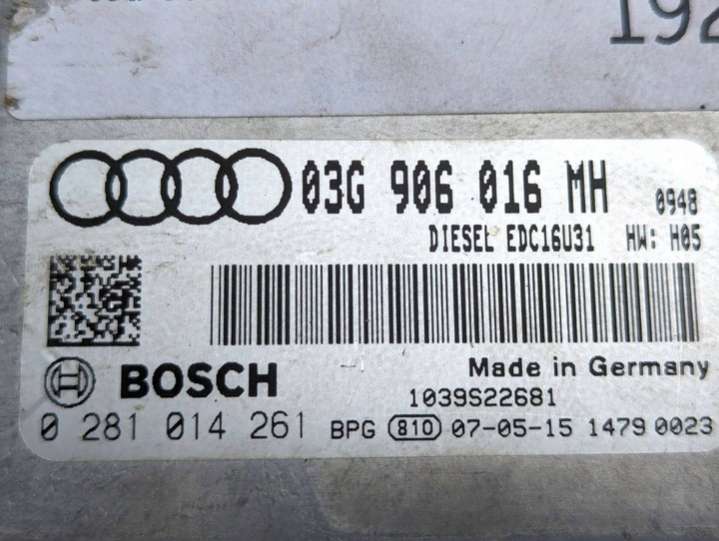 192
03G 906 016 MH 0948
DIESEL EDC16U31 HW: H05
BOSCH Made in Germany
1039S22681
0 281 014 261 BPG 810 07-05-15 1479 0023